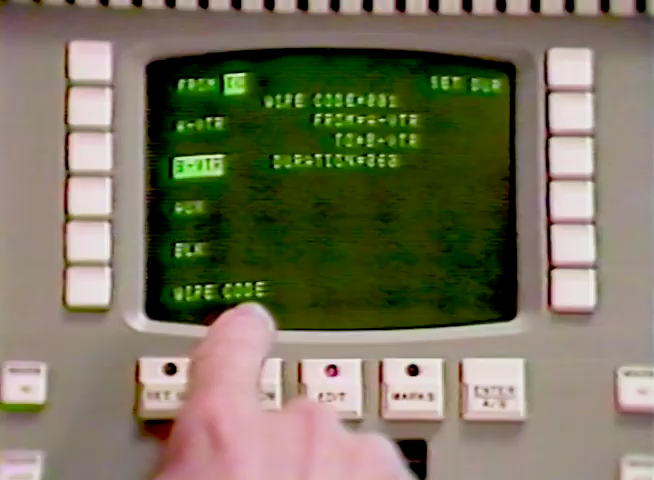 FROM TO SET DUR
WIPE CODE=001
A-VTR FROM=A-VTR
TO=B-VTR
B-VTR DURATION=060
AUX
BLK
WIPE CODE
EDIT
MARKS
ENTER